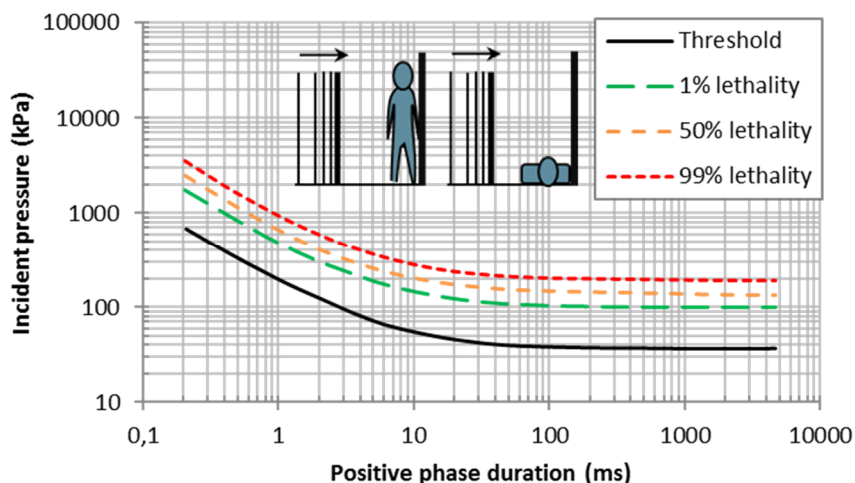 100000
10000
1000
100
10
0,1
1
10
100
1000
10000
Incident pressure (kPa)
Positive phase duration (ms)
Threshold
1% lethality
50% lethality
99% lethality